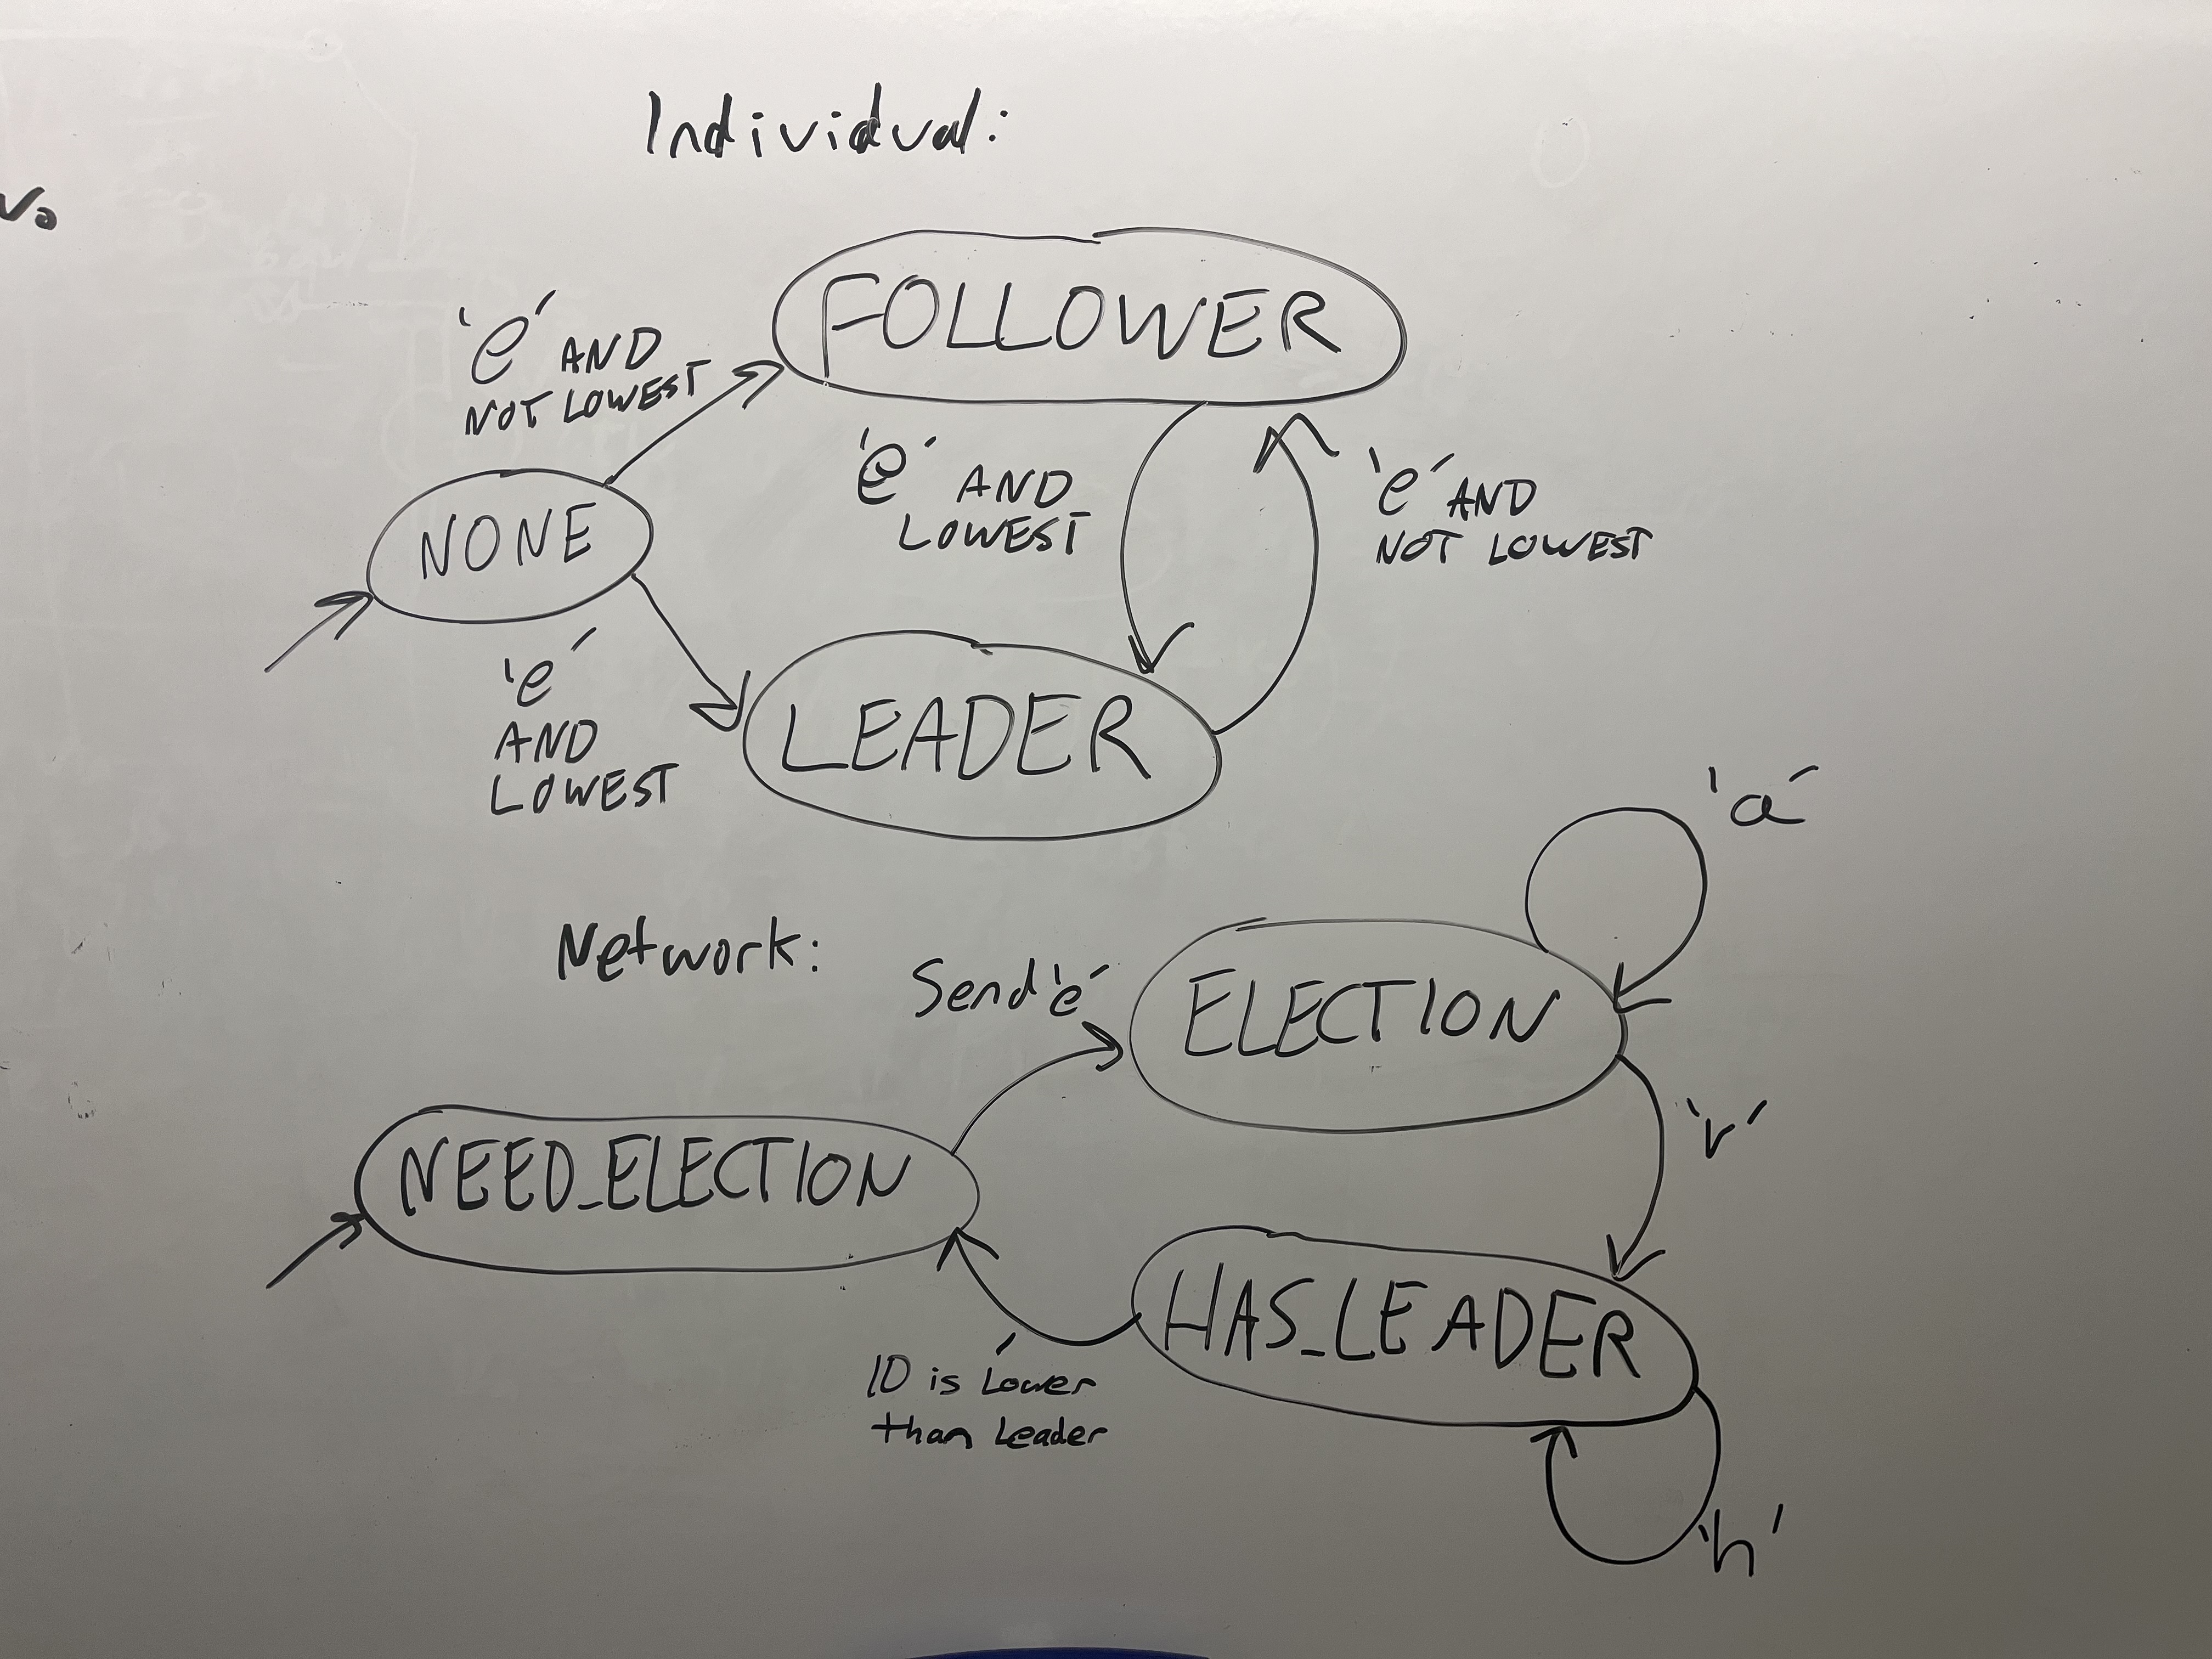 Individual:
FOLLOWER
'e' AND
NOT LOWEST
NONE
'e' AND
LOWEST
'e' AND
NOT LOWEST
'e'
AND
LOWEST
LEADER
'a'
Network:
Send 'e'
ELECTION
'r'
NEED_ELECTION
HAS_LEADER
ID is Lower
than Leader
'h'